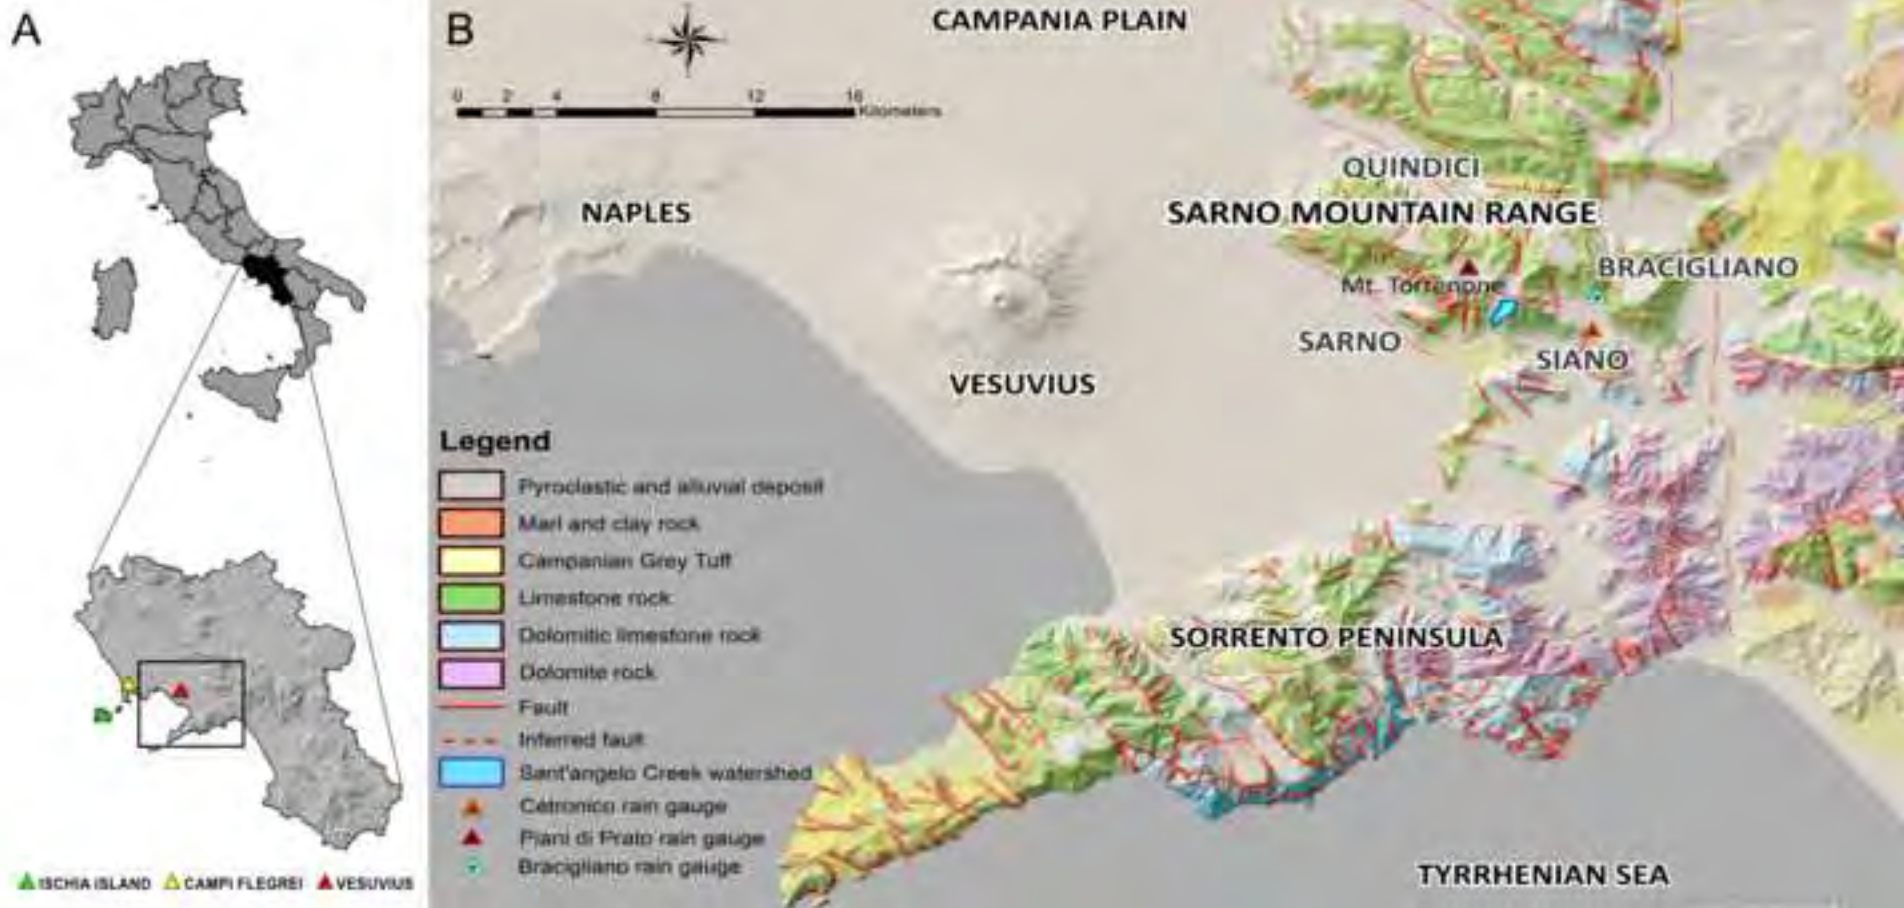 A
ISCHIA ISLAND
CAMPI FLEGREI
VESUVIUS
B
CAMPANIA PLAIN
0 2 4 8 12 16
Kilometers
QUINDICI
NAPLES
SARNO MOUNTAIN RANGE
BRACIGLIANO
Mt. Torrenone
SARNO
SIANO
VESUVIUS
Legend
Pyroclastic and alluvial deposit
Marl and clay rock
Campanian Grey Tuff
Limestone rock
Dolomitic limestone rock
Dolomite rock
Fault
Inferred fault
Sant'angelo Creek watershed
Cetronico rain gauge
Piani di Prato rain gauge
Bracigliano rain gauge
SORRENTO PENINSULA
TYRRHENIAN SEA